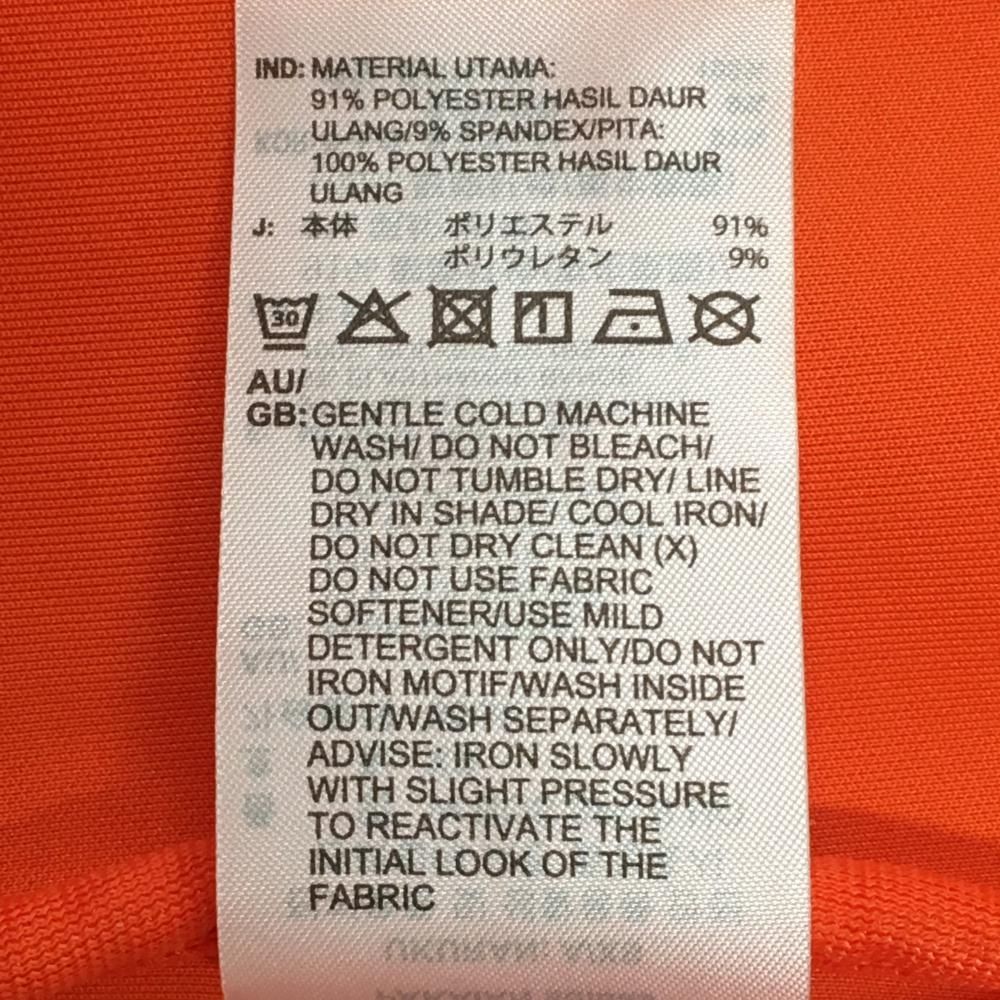 IND: MATERIAL UTAMA:
91% POLYESTER HASIL DAUR
ULANG/9% SPANDEX/PITA:
100% POLYESTER HASIL DAUR
ULANG
J: 本体 ポリエステル 91%
ポリウレタン 9%
30
AU/
GB: GENTLE COLD MACHINE
WASH/ DO NOT BLEACH/
DO NOT TUMBLE DRY/ LINE
DRY IN SHADE/ COOL IRON/
DO NOT DRY CLEAN (X)
DO NOT USE FABRIC
SOFTENER/USE MILD
DETERGENT ONLY/DO NOT
IRON MOTIF/WASH INSIDE
OUT/WASH SEPARATELY/
ADVISE: IRON SLOWLY
WITH SLIGHT PRESSURE
TO REACTIVATE THE
INITIAL LOOK OF THE
FABRIC